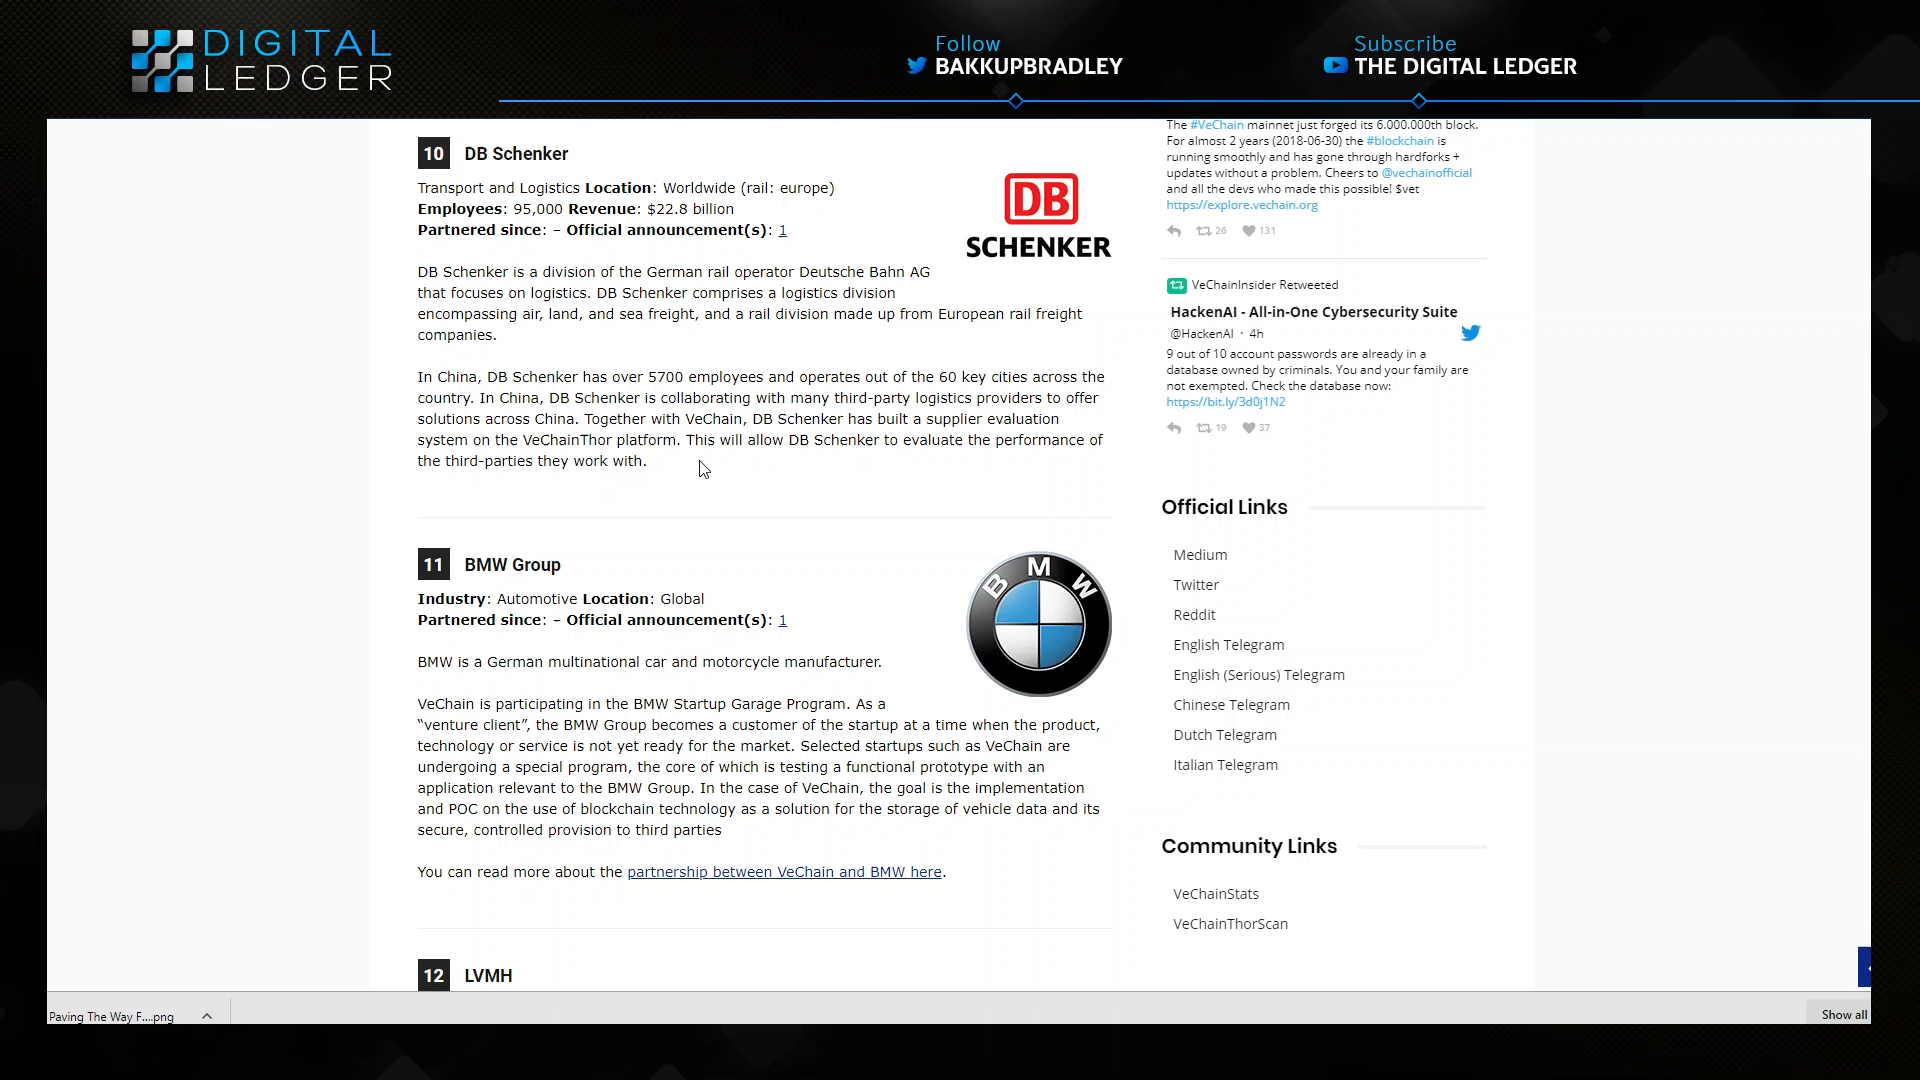 DIGITAL
LEDGER
Follow
BAKKUPBRADLEY
Subscribe
THE DIGITAL LEDGER
10 DB Schenker
Transport and Logistics Location: Worldwide (rail: europe)
Employees: 95,000 Revenue: $22.8 billion
Partnered since: – Official announcement(s): 1
DB
SCHENKER
DB Schenker is a division of the German rail operator Deutsche Bahn AG
that focuses on logistics. DB Schenker comprises a logistics division
encompassing air, land, and sea freight, and a rail division made up from European rail freight
companies.
In China, DB Schenker has over 5700 employees and operates out of the 60 key cities across the
country. In China, DB Schenker is collaborating with many third-party logistics providers to offer
solutions across China. Together with VeChain, DB Schenker has built a supplier evaluation
system on the VeChainThor platform. This will allow DB Schenker to evaluate the performance of
the third-parties they work with.
11 BMW Group
Industry: Automotive Location: Global
Partnered since: – Official announcement(s): 1
BMW
BMW is a German multinational car and motorcycle manufacturer.
VeChain is participating in the BMW Startup Garage Program. As a
“venture client”, the BMW Group becomes a customer of the startup at a time when the product,
technology or service is not yet ready for the market. Selected startups such as VeChain are
undergoing a special program, the core of which is testing a functional prototype with an
application relevant to the BMW Group. In the case of VeChain, the goal is the implementation
and POC on the use of blockchain technology as a solution for the storage of vehicle data and its
secure, controlled provision to third parties
You can read more about the partnership between VeChain and BMW here.
12 LVMH
The #VeChain mainnet just forged its 6.000.000th block.
For almost 2 years (2018-06-30) the #blockchain is
running smoothly and has gone through hardforks +
updates without a problem. Cheers to @vechainofficial
and all the devs who made this possible! $vet
https://explore.vechain.org
26 131
VeChainInsider Retweeted
HackenAI - All-in-One Cybersecurity Suite
@HackenAI · 4h
9 out of 10 account passwords are already in a
database owned by criminals. You and your family are
not exempted. Check the database now:
https://bit.ly/3d0j1N2
19 37
Official Links
Medium
Twitter
Reddit
English Telegram
English (Serious) Telegram
Chinese Telegram
Dutch Telegram
Italian Telegram
Community Links
VeChainStats
VeChainThorScan
Paving The Way F....png
Show all